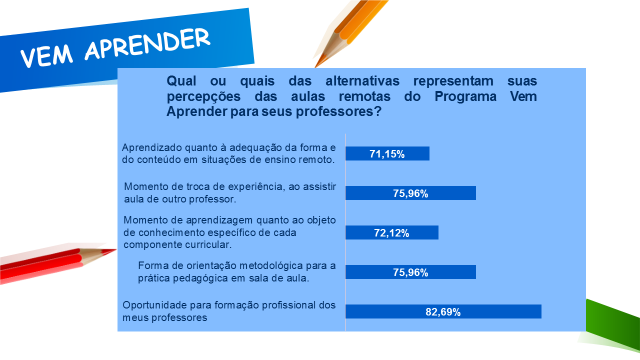 VEM APRENDER
Qual ou quais das alternativas representam suas
percepções das aulas remotas do Programa Vem
Aprender para seus professores?
Aprendizado quanto à adequação da forma e
do conteúdo em situações de ensino remoto.
71,15%
Momento de troca de experiência, ao assistir
aula de outro professor.
75,96%
Momento de aprendizagem quanto ao objeto
de conhecimento específico de cada
componente curricular.
72,12%
Forma de orientação metodológica para a
prática pedagógica em sala de aula.
75,96%
Oportunidade para formação profissional dos
meus professores
82,69%